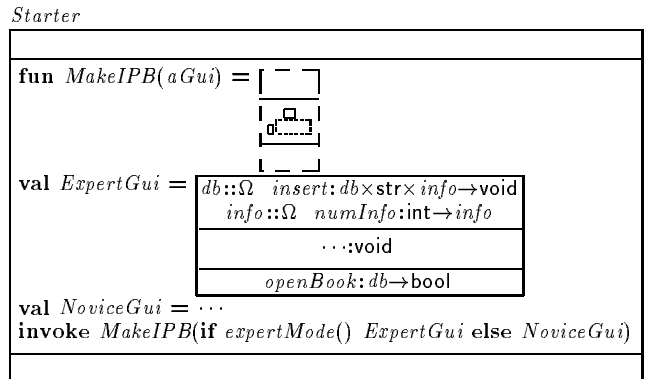 Starter
fun MakeIPB(aGui) =
val ExpertGui =
db::Ω insert:db×str×info→void
info::Ω numInfo:int→info
···:void
openBook:db→bool
val NoviceGui = ···
invoke MakeIPB(if expertMode() ExpertGui else NoviceGui)